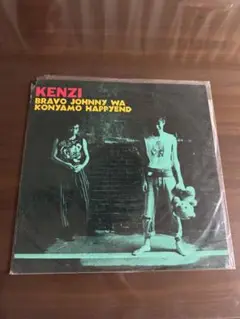 KENZI
BRAVO JOHNNY WA
KONYAMO HAPPYEND